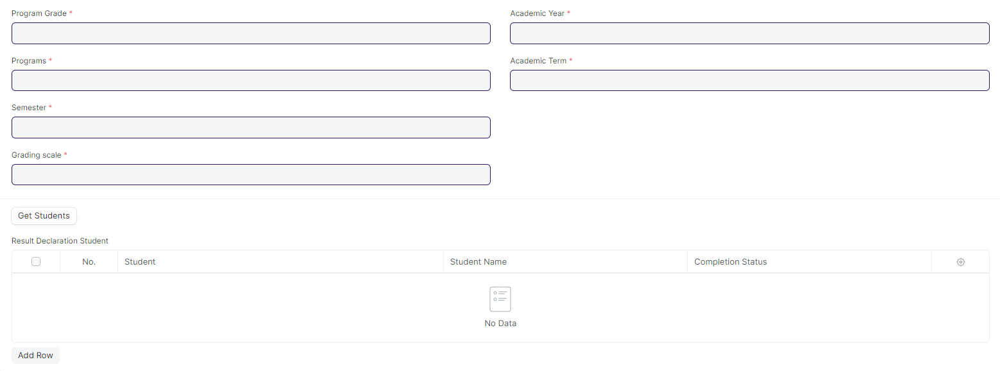 Program Grade *
Academic Year *
Programs *
Academic Term *
Semester *
Grading scale *
Get Students
Result Declaration Student
No. Student Student Name Completion Status
No Data
Add Row